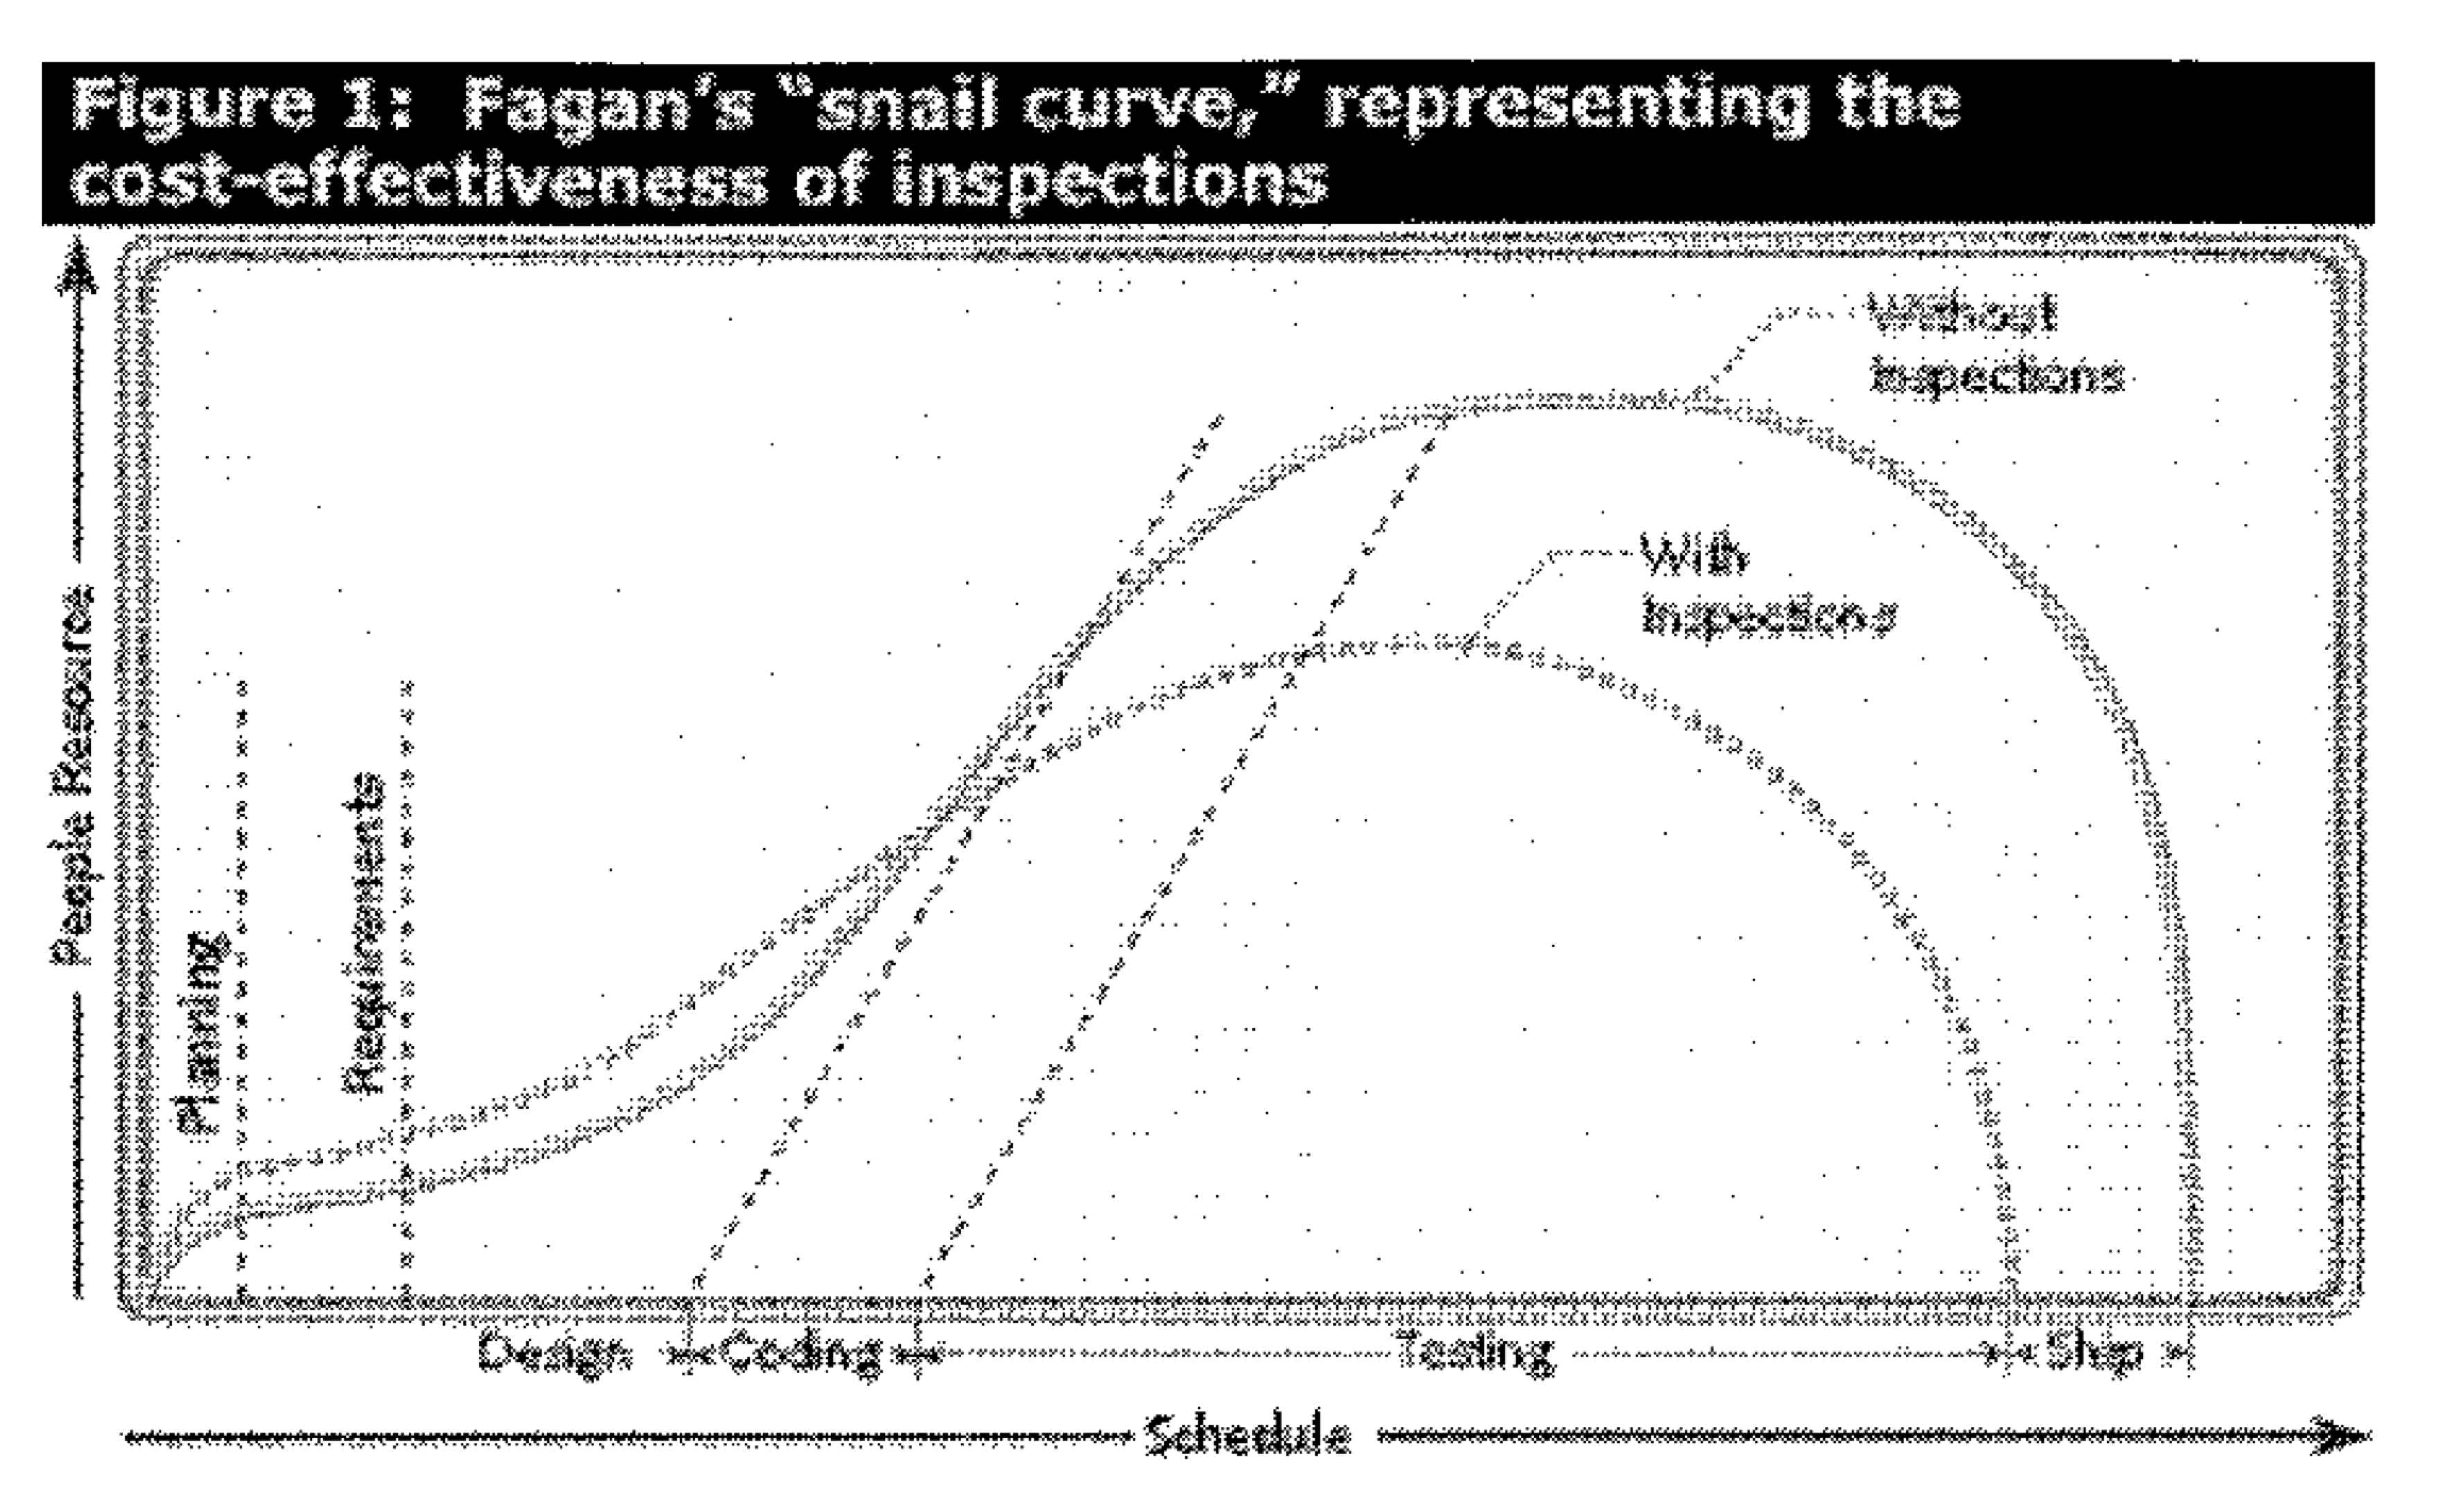 Figure 1: Fagan's “snail curve,” representing the
cost-effectiveness of inspections
Without
Inspections
With
Inspections
People Resource
Planning
Requirements
Design
Coding
Testing
Ship
Schedule